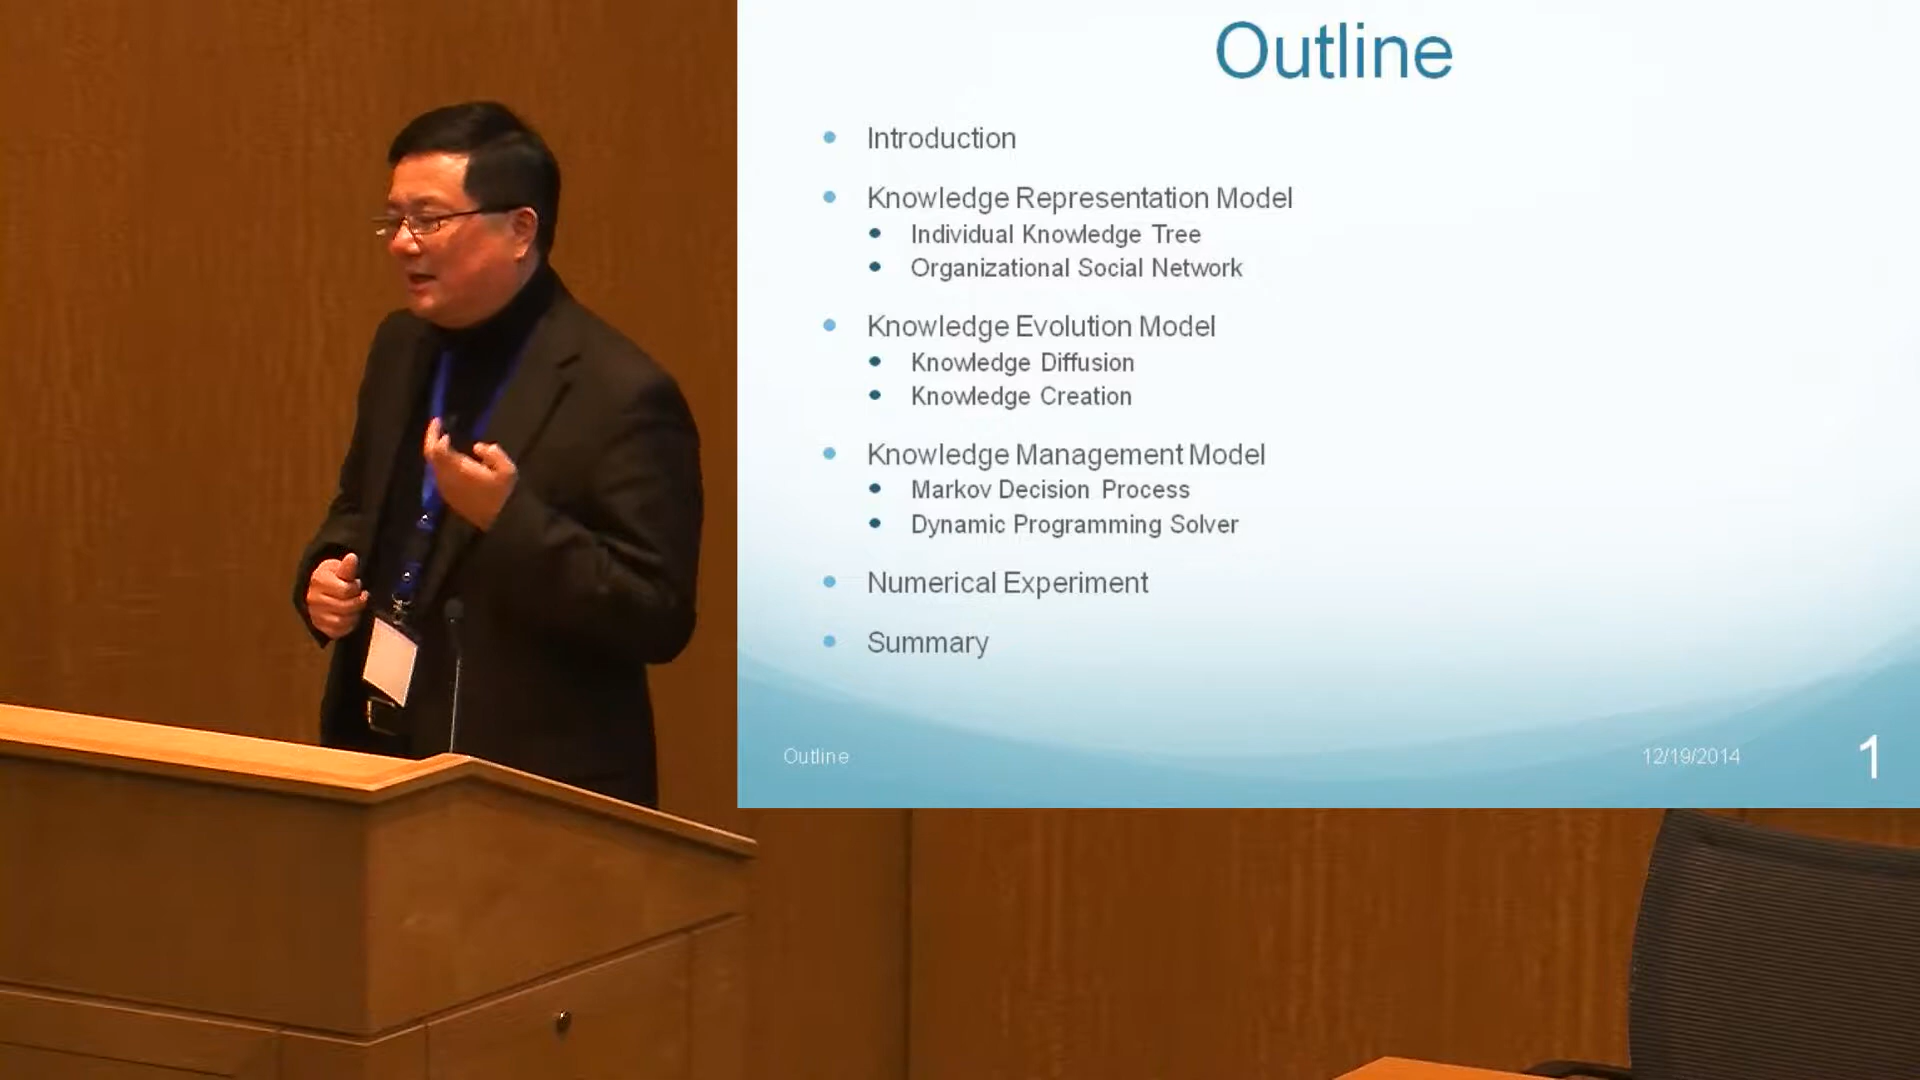 Outline
Introduction
Knowledge Representation Model
Individual Knowledge Tree
Organizational Social Network
Knowledge Evolution Model
Knowledge Diffusion
Knowledge Creation
Knowledge Management Model
Markov Decision Process
Dynamic Programming Solver
Numerical Experiment
Summary
Outline
12/19/2014
1